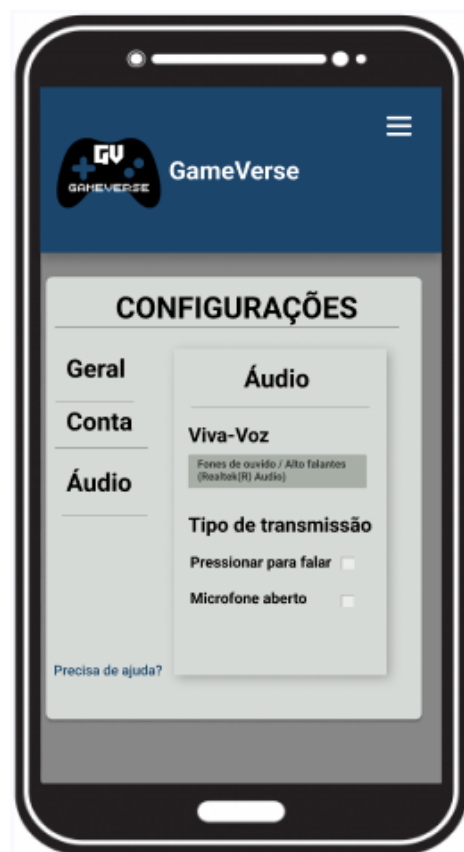 GV
GAMEVERSE
GameVerse
CONFIGURAÇÕES
Geral
Conta
Áudio
Áudio
Viva-Voz
Fones de ouvido / Alto falantes
(Realtek(R) Audio)
Tipo de transmissão
Pressionar para falar
Microfone aberto
Precisa de ajuda?